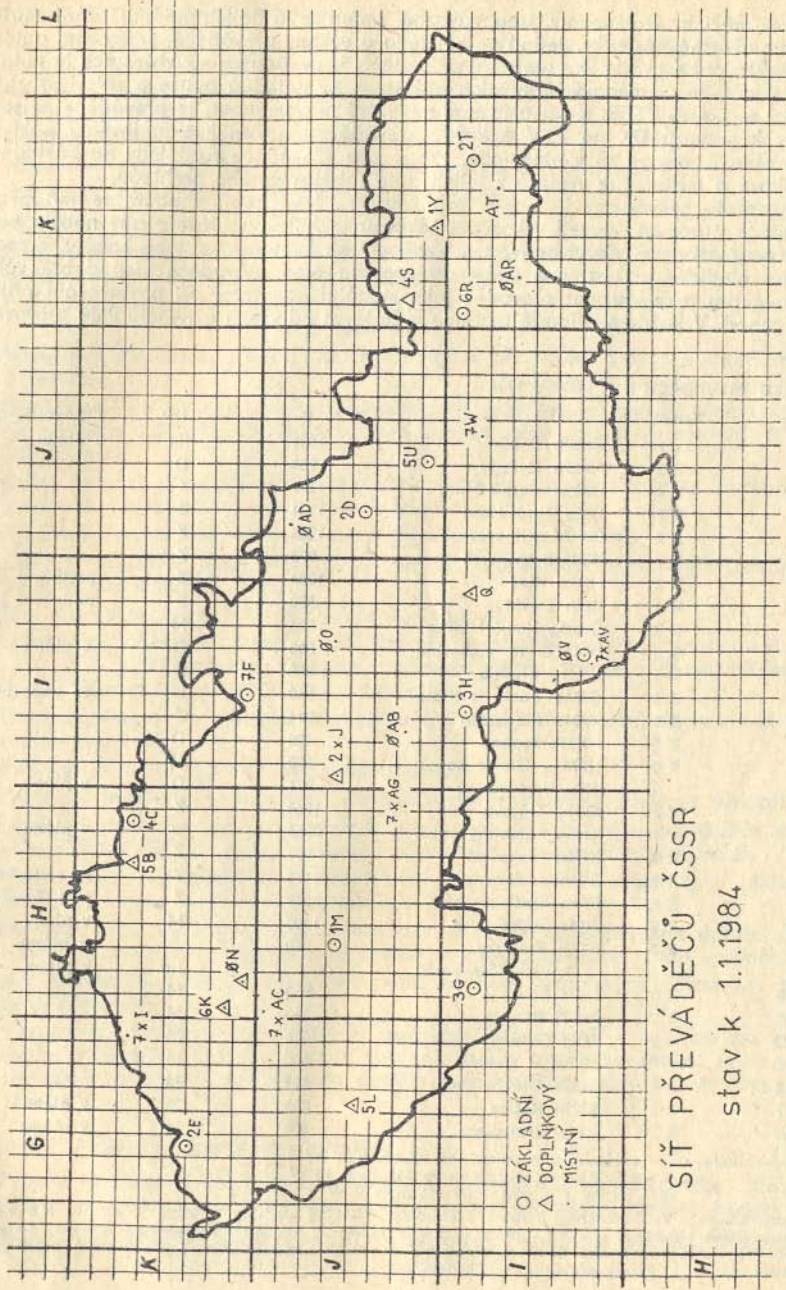 G H I J K L
K
7×I
5B
4C
2E
6K
ØN
7F
7×AC
ØAD
J
ØO
1M
2×J
2D
5L
7×AG
ØAB
4S
5U
1Y
3G
3H
6R
7W
2T
Q
AT
ØAR
I
ØV
7×AV
ZÁKLADNÍ
DOPLŇKOVÝ
MÍSTNÍ
SÍŤ PŘEVÁDĚČŮ ČSSR
H
stav k 1.1.1984